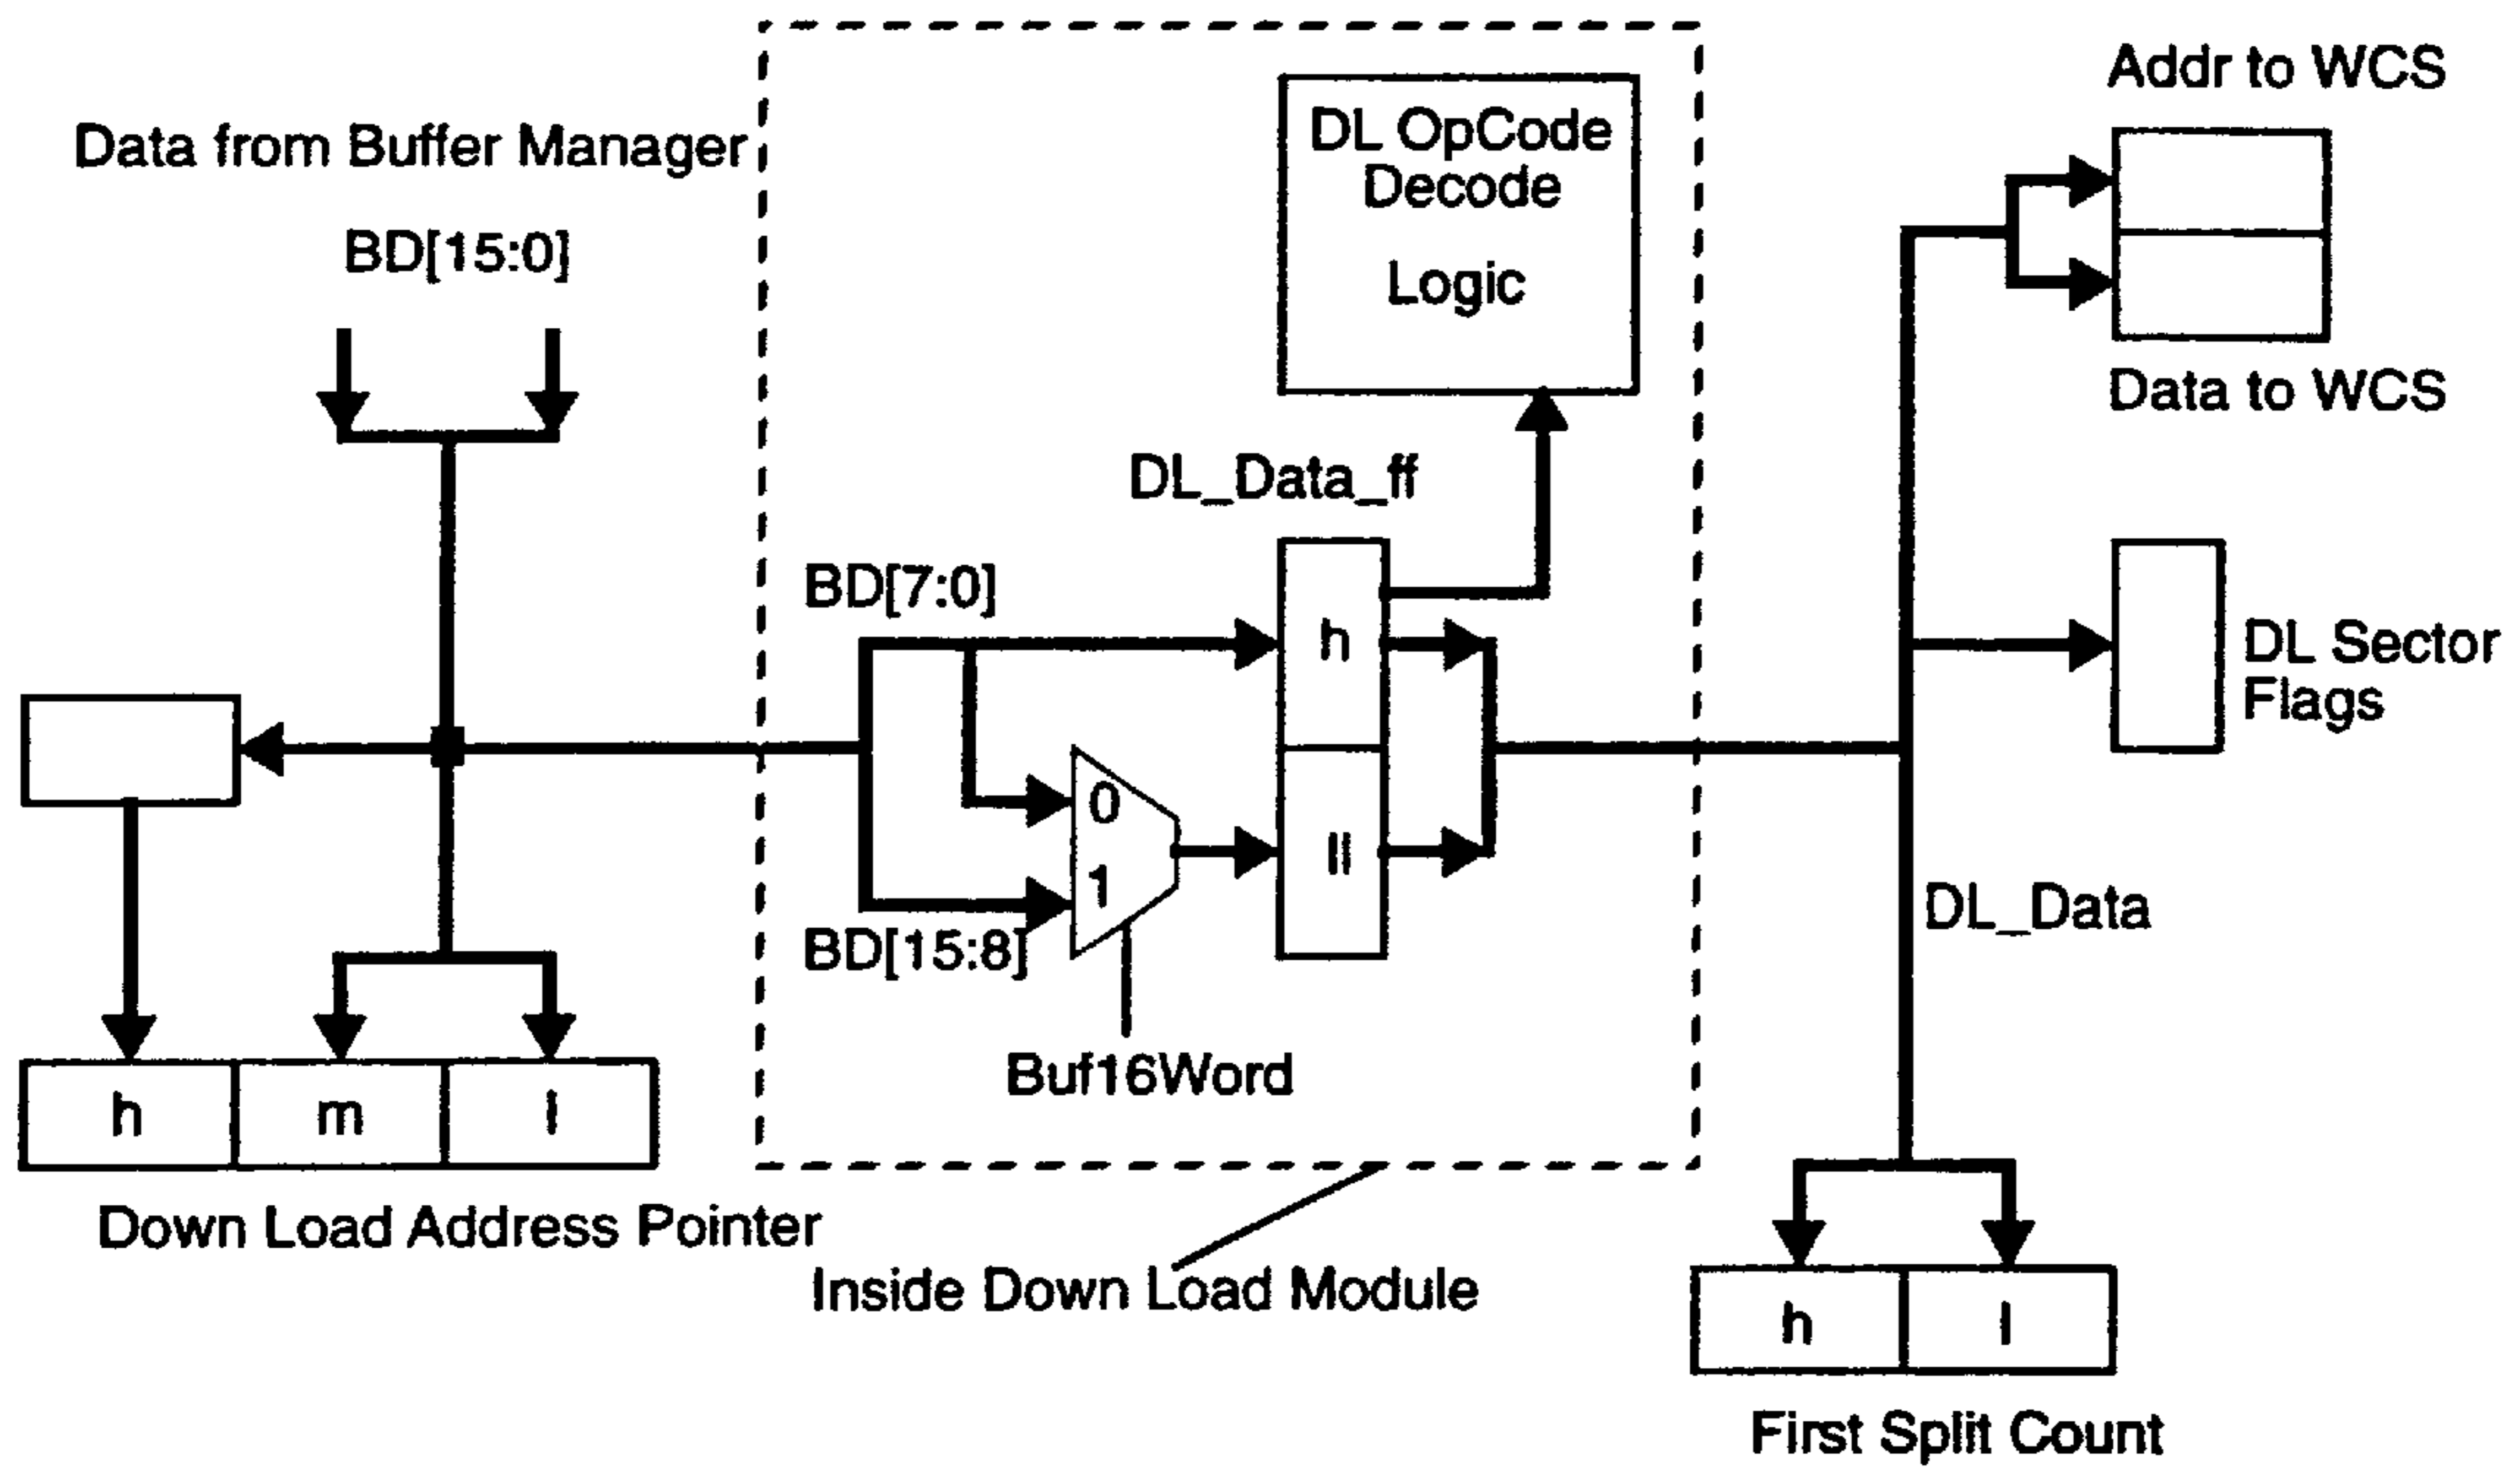 Data from Buffer Manager
BD[15:0]
DL OpCode
Decode
Logic
Addr to WCS
Data to WCS
DL_Data_ff
BD[7:0]
h
ll
0
1
BD[15:8]
Buf16Word
DL Sector
Flags
DL_Data
h
m
l
Down Load Address Pointer
Inside Down Load Module
h
l
First Split Count